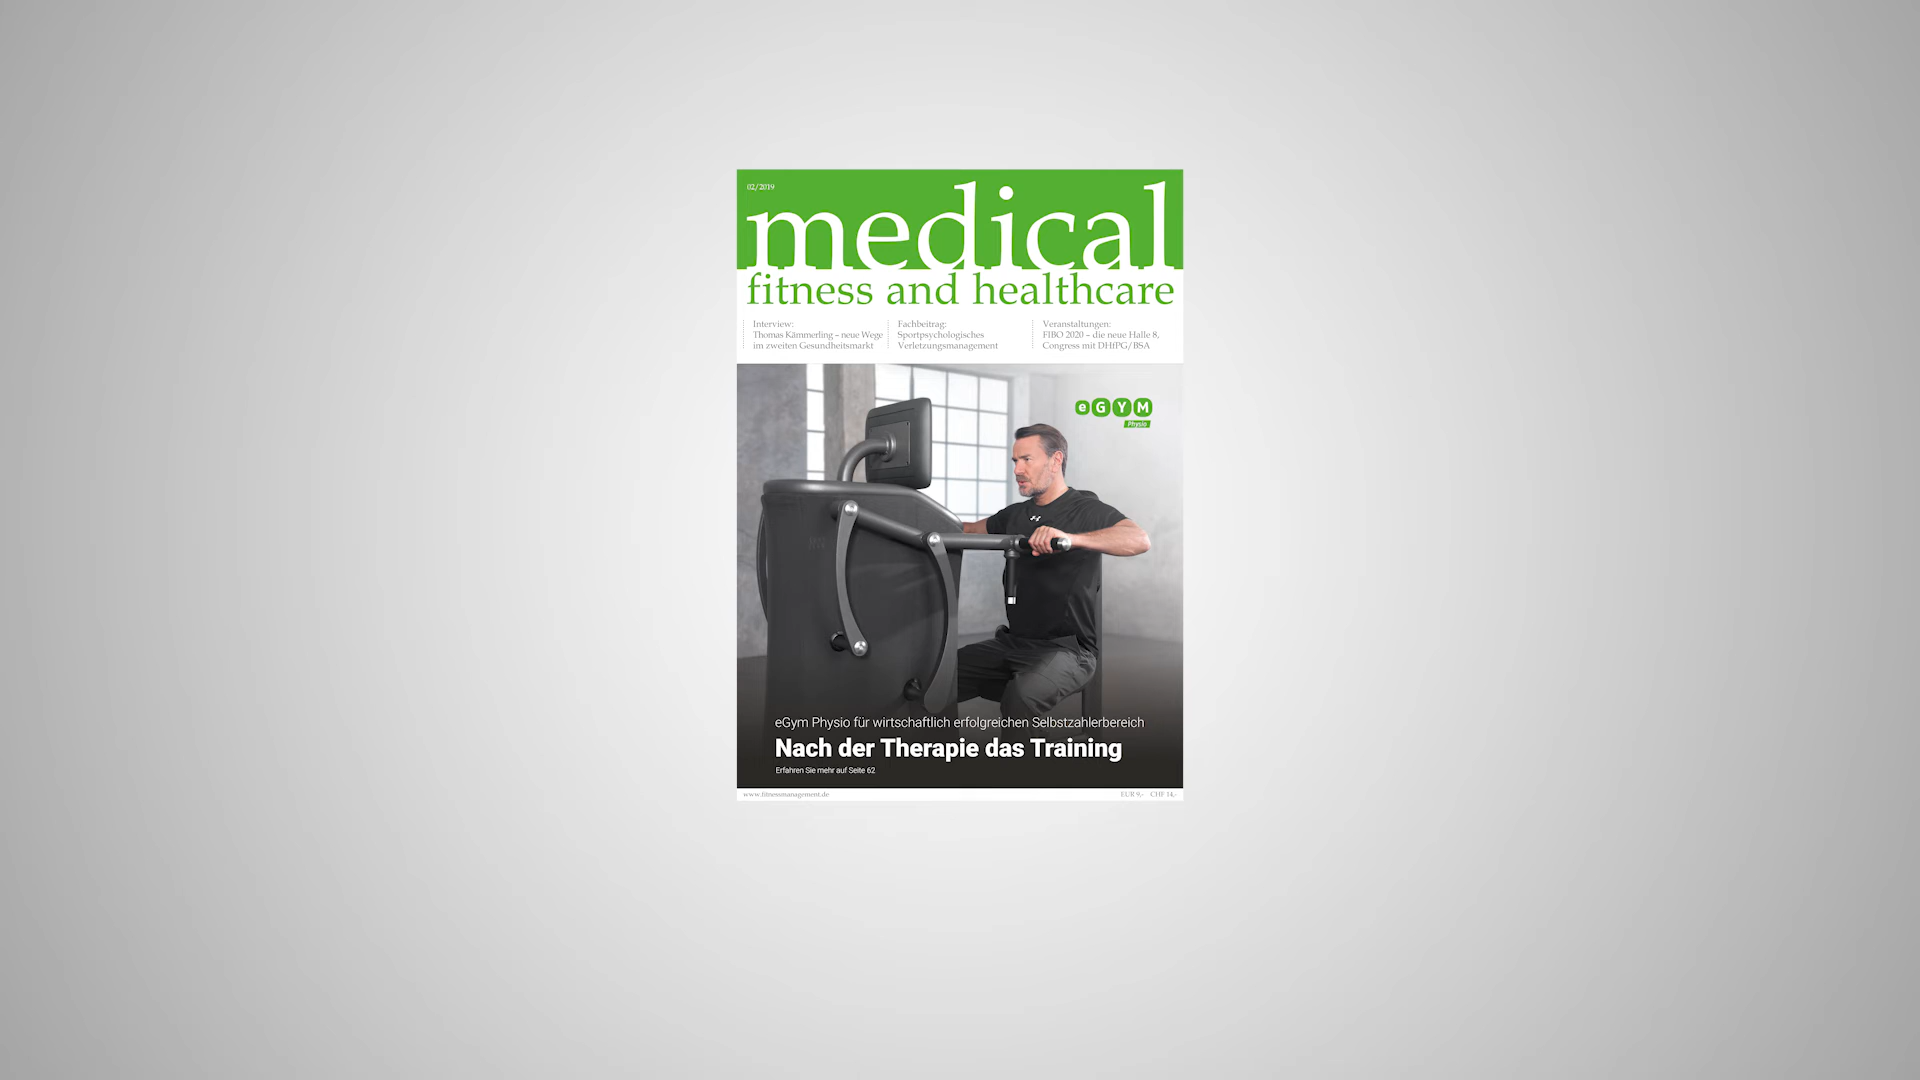 02/2019
medical
fitness and healthcare
Interview:
Thomas Kämmerling – neue Wege
im zweiten Gesundheitsmarkt
Fachbeitrag:
Sportpsychologisches
Verletzungsmanagement
Veranstaltungen:
FIBO 2020 – die neue Halle 8,
Congress mit DHfPG/BSA
eGYM
Physio
eGym Physio für wirtschaftlich erfolgreichen Selbstzahlerbereich
Nach der Therapie das Training
Erfahren Sie mehr auf Seite 62
www.fitnessmanagement.de
EUR 9,- CHF 14,-